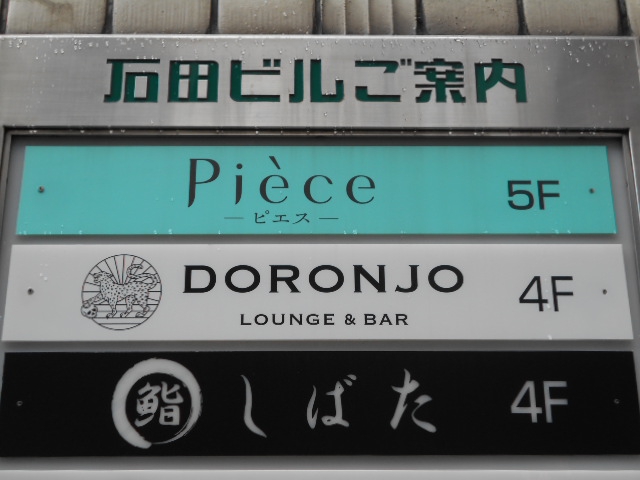 石田ビルご案内
Pièce 5F
ピエス
DORONJO 4F
LOUNGE & BAR
鮨 しばた 4F